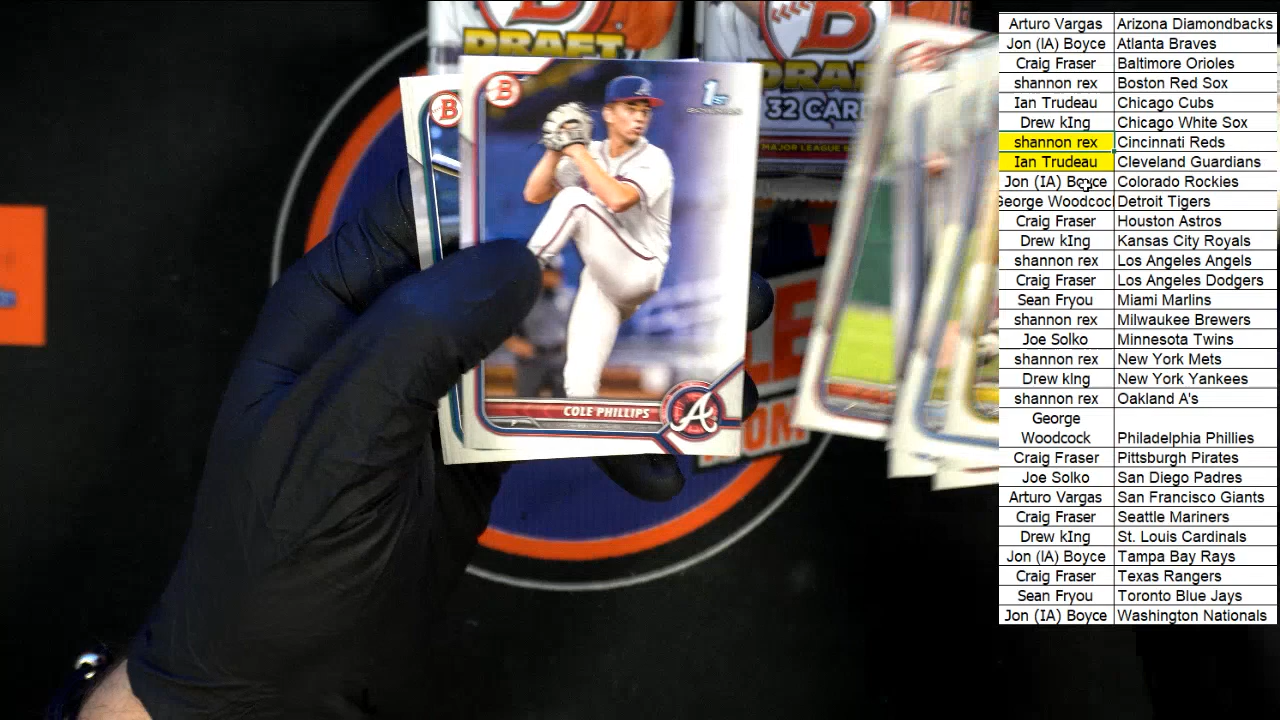 B
DRAFT
B
DRA
32 CAR
MAJOR LEAGUE
B
B
1ST
COLE PHILLIPS
A
Arturo Vargas Arizona Diamondbacks
Jon (IA) Boyce Atlanta Braves
Craig Fraser Baltimore Orioles
shannon rex Boston Red Sox
Ian Trudeau Chicago Cubs
Drew kIng Chicago White Sox
shannon rex Cincinnati Reds
Ian Trudeau Cleveland Guardians
Jon (IA) Boyce Colorado Rockies
George Woodcoc Detroit Tigers
Craig Fraser Houston Astros
Drew kIng Kansas City Royals
shannon rex Los Angeles Angels
Craig Fraser Los Angeles Dodgers
Sean Fryou Miami Marlins
shannon rex Milwaukee Brewers
Joe Solko Minnesota Twins
shannon rex New York Mets
Drew kIng New York Yankees
shannon rex Oakland A's
George
Woodcock Philadelphia Phillies
Craig Fraser Pittsburgh Pirates
Joe Solko San Diego Padres
Arturo Vargas San Francisco Giants
Craig Fraser Seattle Mariners
Drew kIng St. Louis Cardinals
Jon (IA) Boyce Tampa Bay Rays
Craig Fraser Texas Rangers
Sean Fryou Toronto Blue Jays
Jon (IA) Boyce Washington Nationals